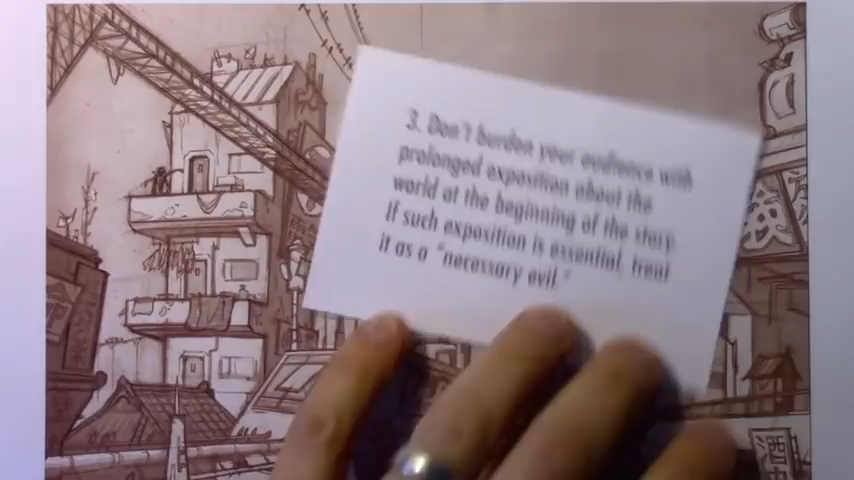 3. Don't burden your audience with
prolonged exposition about the
world at the beginning of the story
If such exposition is essential, treat
it as a "necessary evil."
酒